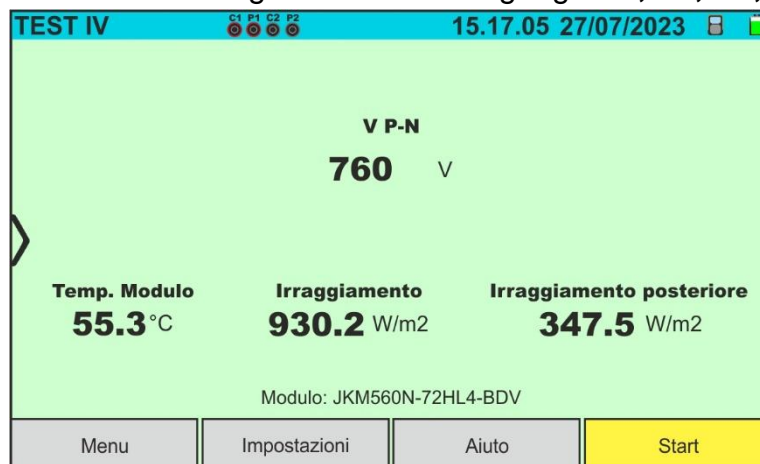 TEST IV C1 P1 C2 P2 15.17.05 27/07/2023
V P-N
760 V
Temp. Modulo Irraggiamento Irraggiamento posteriore
55.3°C 930.2 W/m2 347.5 W/m2
Modulo: JKM560N-72HL4-BDV
Menu Impostazioni Aiuto Start